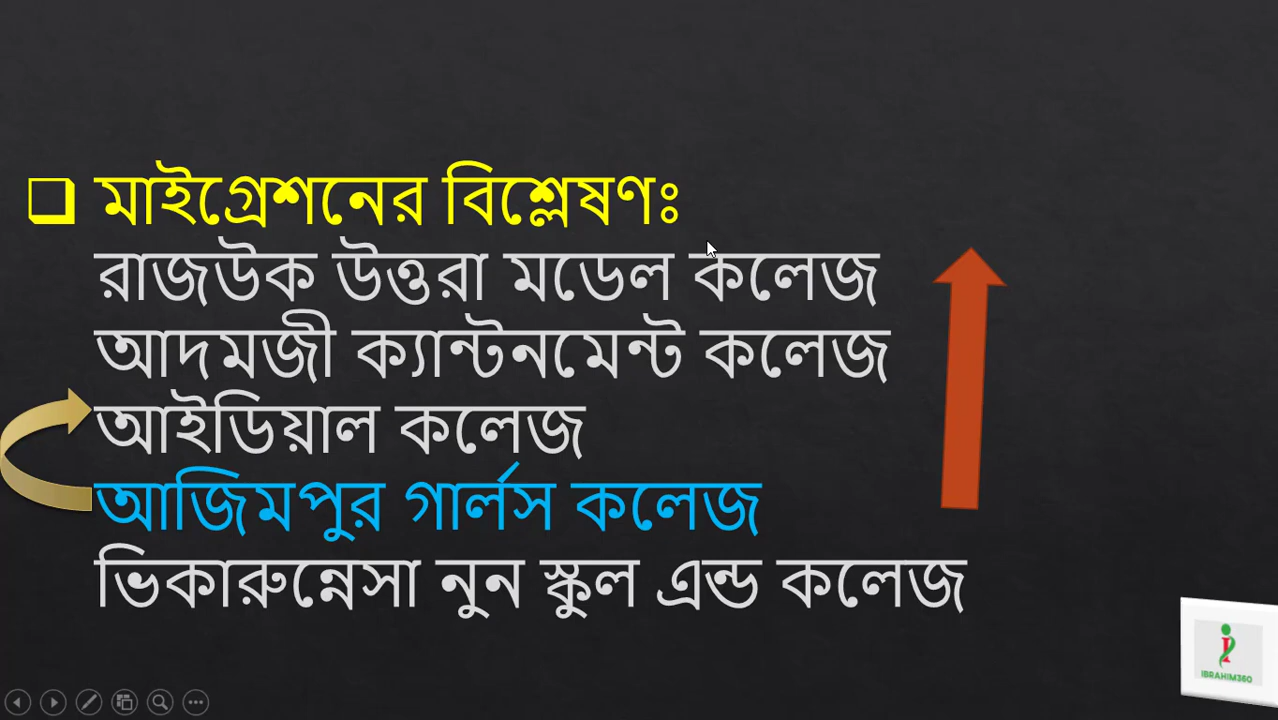 মাইগ্রেশনের বিশ্লেষণঃ
রাজউক উত্তরা মডেল কলেজ
আদমজী ক্যান্টনমেন্ট কলেজ
আইডিয়াল কলেজ
আজিমপুর গার্লস কলেজ
ভিকারুন্নেসা নুন স্কুল এন্ড কলেজ
IBRAHIM360